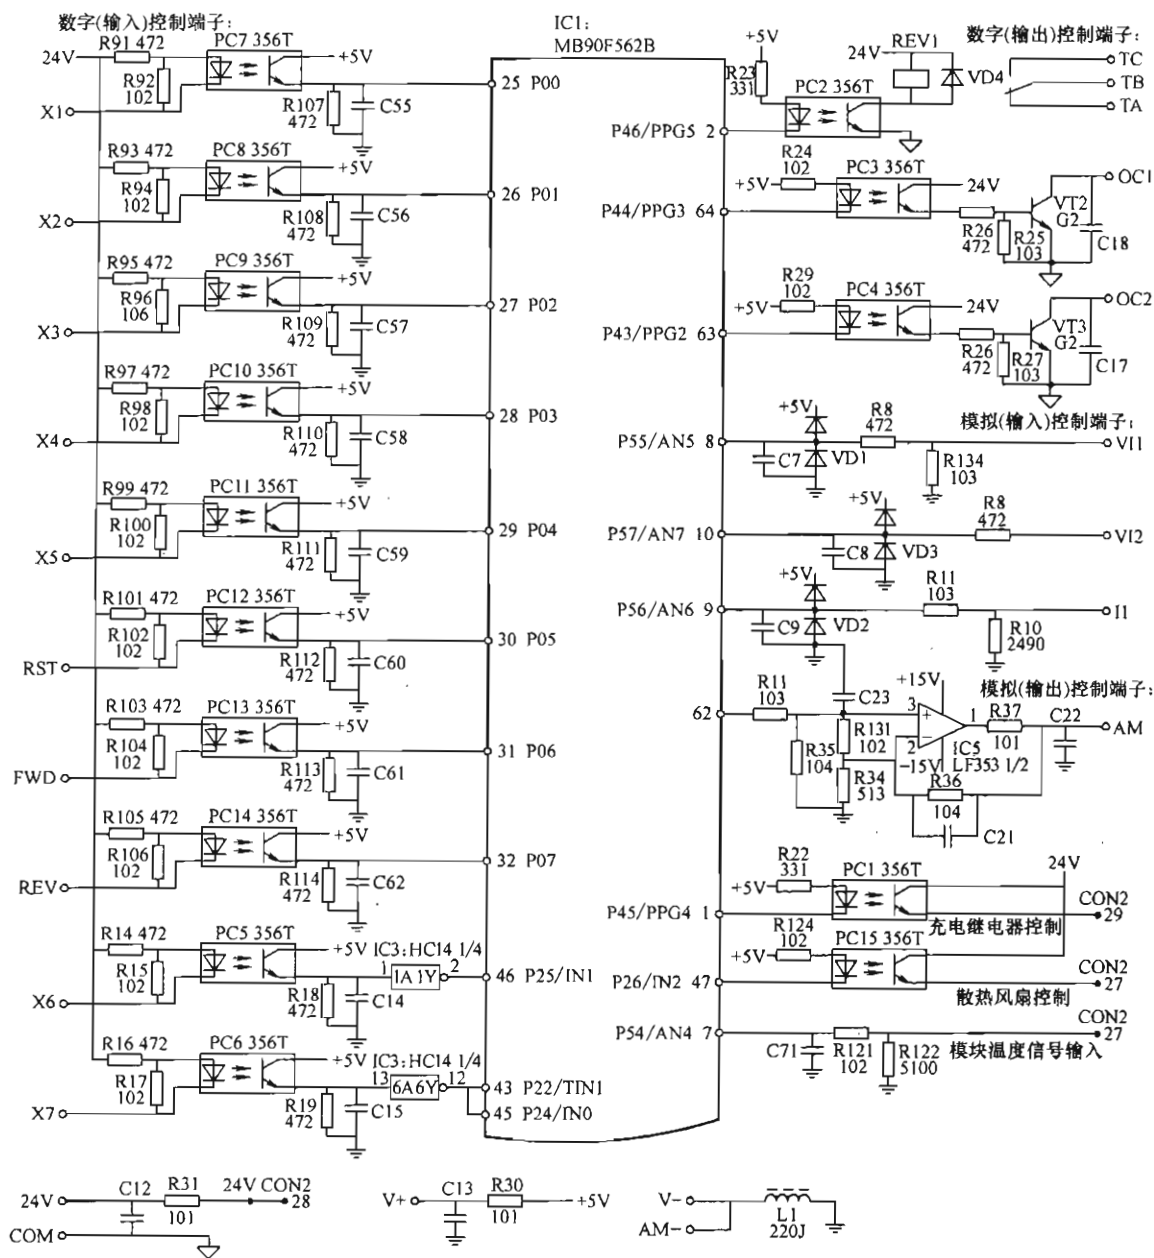 数字(输入)控制端子:
IC1:
MB90F562B
数字(输出)控制端子:
24V
R91 472
R92
102
PC7 356T
+5V
R107
472
C55
25 P00
X1
R93 472
R94
102
PC8 356T
+5V
R108
472
C56
26 P01
X2
R95 472
R96
106
PC9 356T
+5V
R109
472
C57
27 P02
X3
R97 472
R98
102
PC10 356T
+5V
R110
472
C58
28 P03
X4
R99 472
R100
102
PC11 356T
+5V
R111
472
C59
29 P04
X5
R101 472
R102
102
PC12 356T
+5V
R112
472
C60
30 P05
RST
R103 472
R104
102
PC13 356T
+5V
R113
472
C61
31 P06
FWD
R105 472
R106
102
PC14 356T
+5V
R114
472
C62
32 P07
REV
R14 472
R15
102
PC5 356T
+5V
IC3:HC14 1/4
1
1A 1Y
2
R18
472
C14
46 P25/IN1
X6
R16 472
R17
102
PC6 356T
+5V
IC3:HC14 1/4
13
6A6Y
12
R19
472
C15
43 P22/TIN1
45 P24/IN0
X7
+5V
R23
331
PC2 356T
24V
REV1
VD4
TC
TB
TA
P46/PPG5 2
R24
102
+5V
PC3 356T
24V
P44/PPG3 64
R26
472
R25
103
VT2
G2
C18
OC1
R29
102
+5V
PC4 356T
24V
P43/PPG2 63
R26
472
R27
103
VT3
G2
C17
OC2
模拟(输入)控制端子:
+5V
R8
472
P55/AN5 8
C7
VD1
R134
103
VI1
+5V
R8
472
P57/AN7 10
C8
VD3
VI2
+5V
R11
103
P56/AN6 9
C9
VD2
R10
2490
I1
模拟(输出)控制端子:
62
R11
103
C23
+15V
3
+
−
2
1
−15V
IC5
LF353 1/2
R35
104
R131
102
R34
513
R37
101
C22
AM
R36
104
C21
24V
R22
331
+5V
PC1 356T
P45/PPG4 1
CON2
29
充电继电器控制
R124
102
+5V
PC15 356T
P26/IN2 47
CON2
27
散热风扇控制
P54/AN4 7
CON2
27
C71
R121
102
R122
5100
模块温度信号输入
24V
C12
R31
101
24V CON2
28
COM
V+
C13
R30
101
+5V
V−
AM−
L1
220J